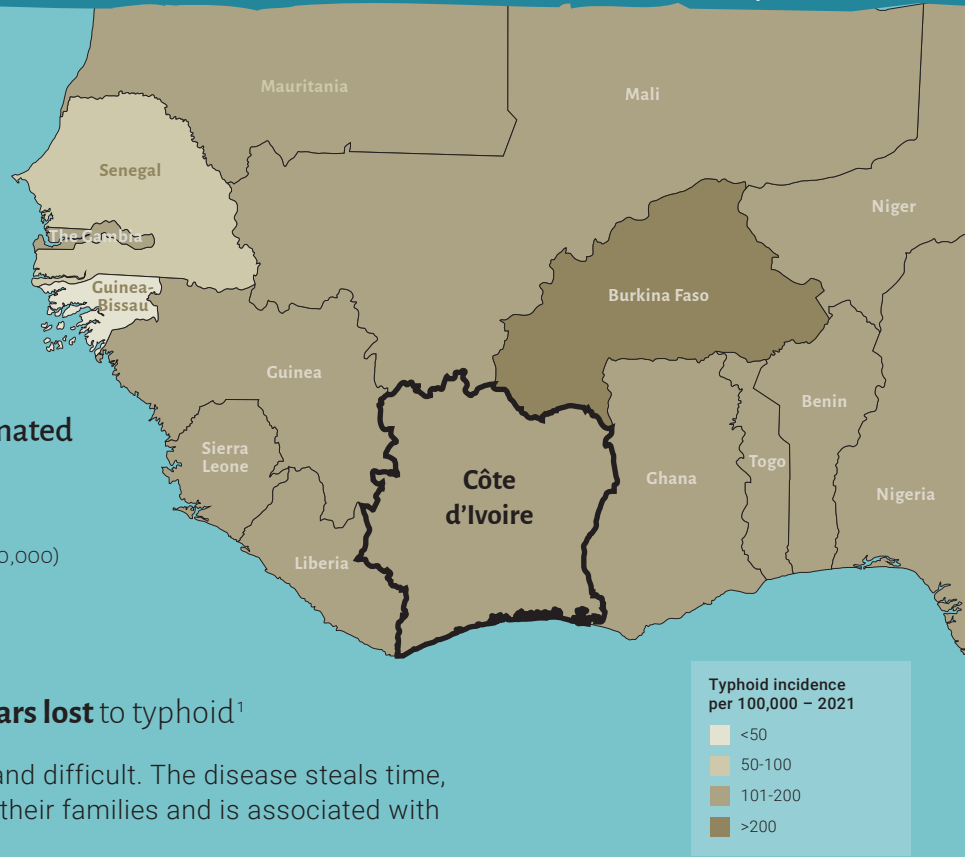 Mauritania
Mali
Senegal
Niger
The Gambia
Guinea-
Bissau
Burkina Faso
Guinea
Benin
nated
Sierra
Leone
Togo
Côte
d’Ivoire
Ghana
Nigeria
0,000)
Liberia
Typhoid incidence
per 100,000 – 2021
<50
50-100
101-200
>200
ars lost to typhoid¹
and difficult. The disease steals time,
their families and is associated with